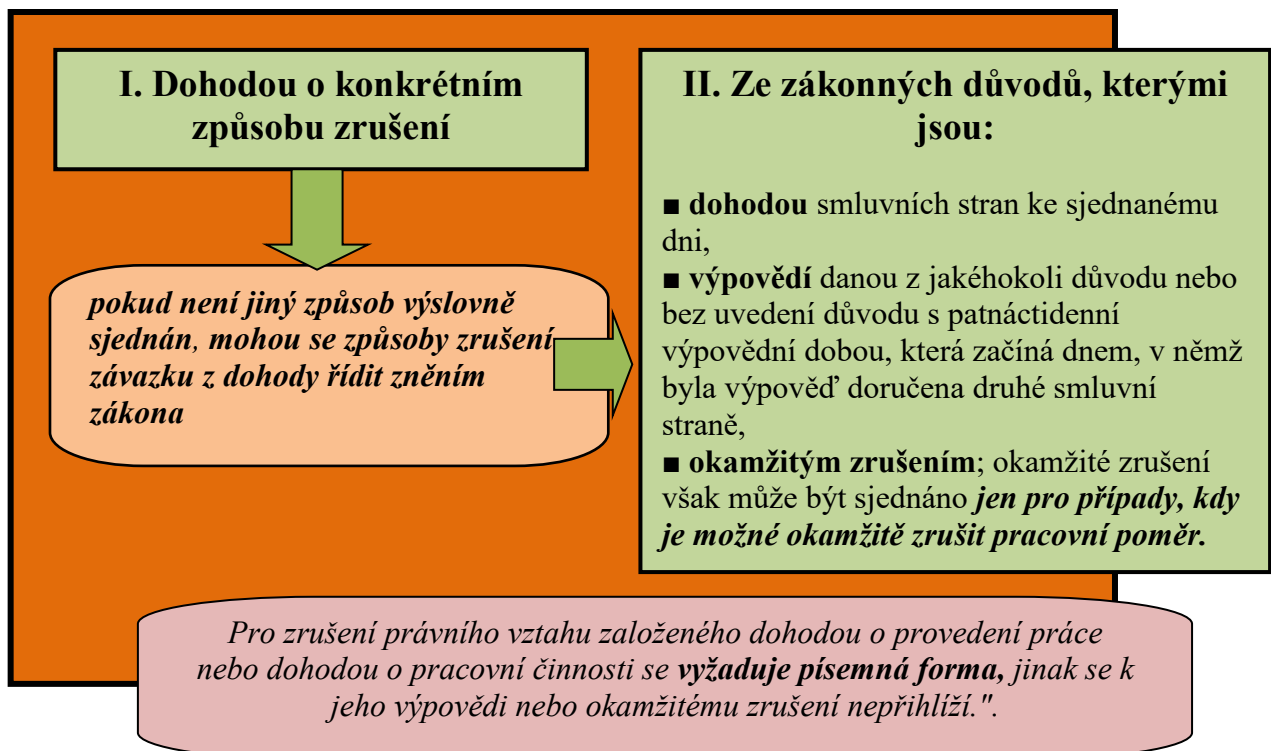 I. Dohodou o konkrétním
způsobu zrušení
pokud není jiný způsob výslovně
sjednán, mohou se způsoby zrušení
závazku z dohody řídit zněním
zákona
II. Ze zákonných důvodů, kterými
jsou:
■ dohodou smluvních stran ke sjednanému
dni,
■ výpovědí danou z jakéhokoli důvodu nebo
bez uvedení důvodu s patnáctidenní
výpovědní dobou, která začíná dnem, v němž
byla výpověď doručena druhé smluvní
straně,
■ okamžitým zrušením; okamžité zrušení
však může být sjednáno jen pro případy, kdy
je možné okamžitě zrušit pracovní poměr.
Pro zrušení právního vztahu založeného dohodou o provedení práce
nebo dohodou o pracovní činnosti se vyžaduje písemná forma, jinak se k
jeho výpovědi nebo okamžitému zrušení nepřihlíží.".